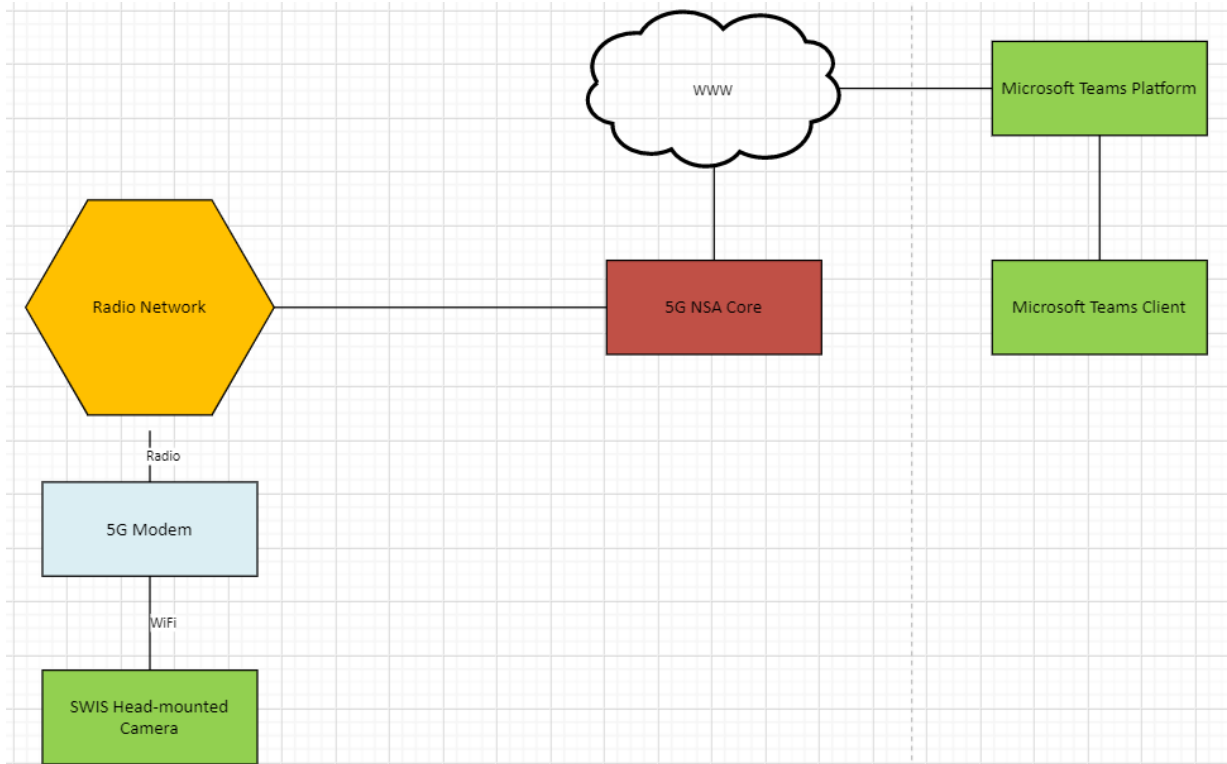 WWW
Microsoft Teams Platform
Radio Network
5G NSA Core
Microsoft Teams Client
Radio
5G Modem
WiFi
SWIS Head-mounted
Camera